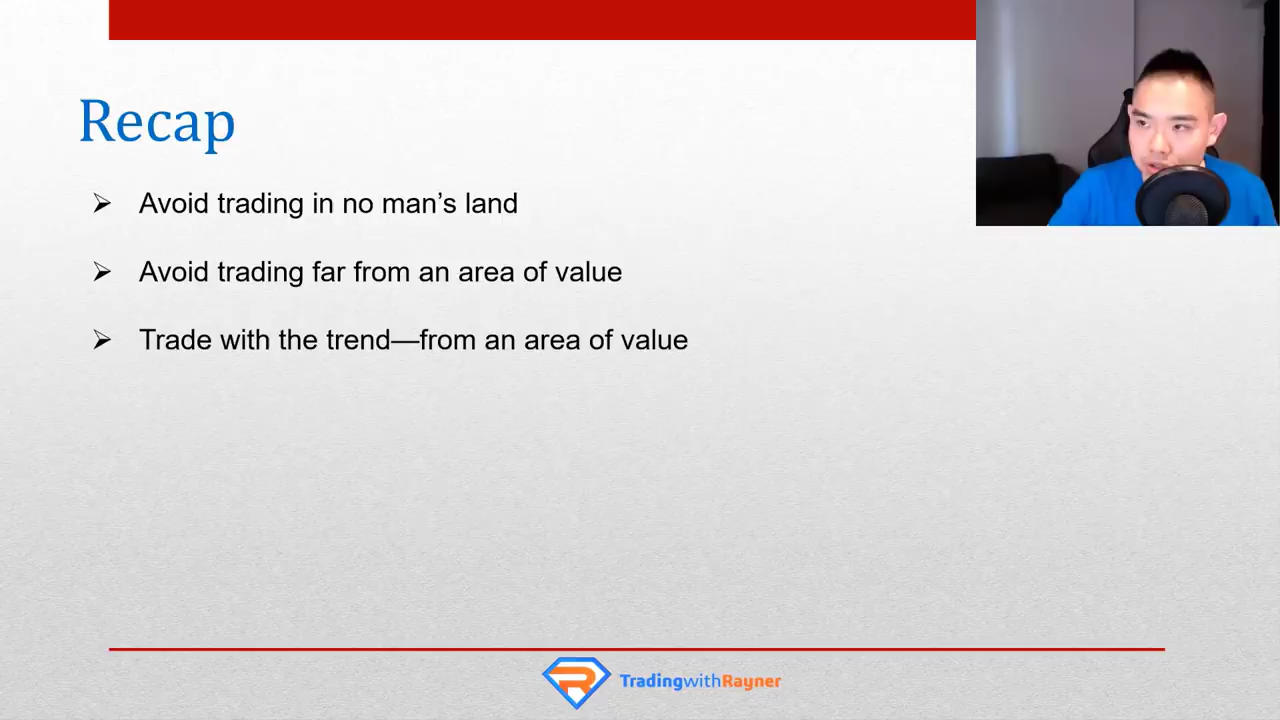 Recap
Avoid trading in no man’s land
Avoid trading far from an area of value
Trade with the trend—from an area of value
TradingwithRayner